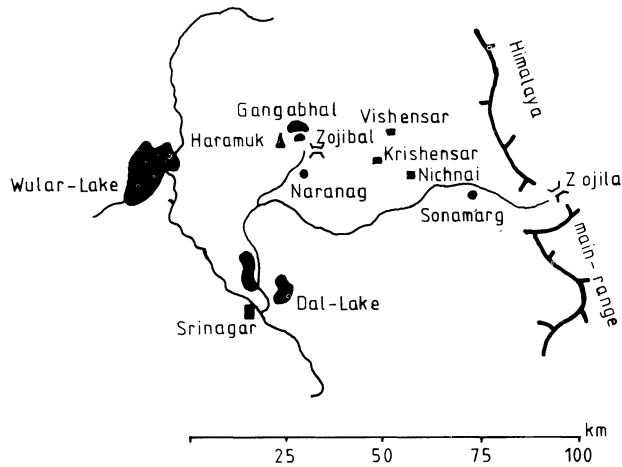 Himalaya
Gangabhal
Vishensar
Haramuk
Zojibal
Krishensar
Wular-Lake
Naranag
Nichnai
Zojila
Sonamarg
main-range
Dal-Lake
Srinagar
km
25 50 75 100